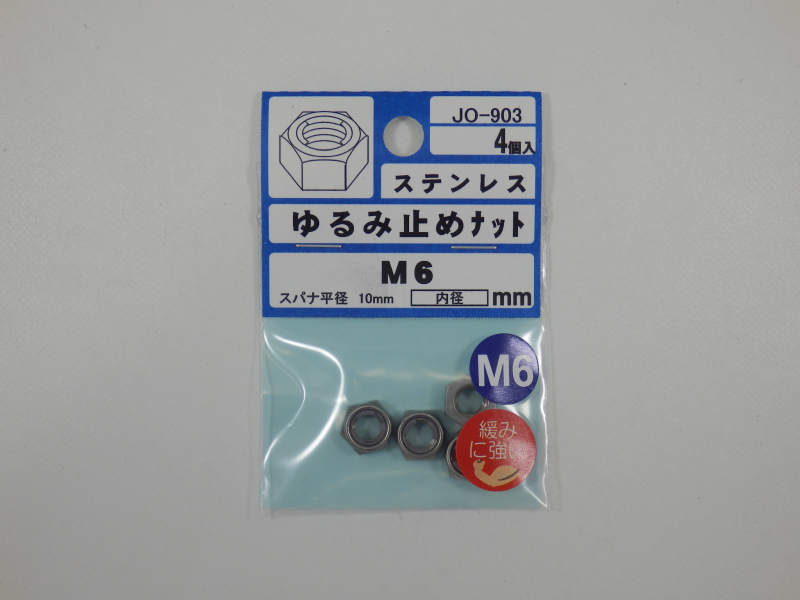 JO-903
4個入
ステンレス
ゆるみ止めナット
M6
スパナ平径 10mm 内径 mm
M6
緩み
に強い